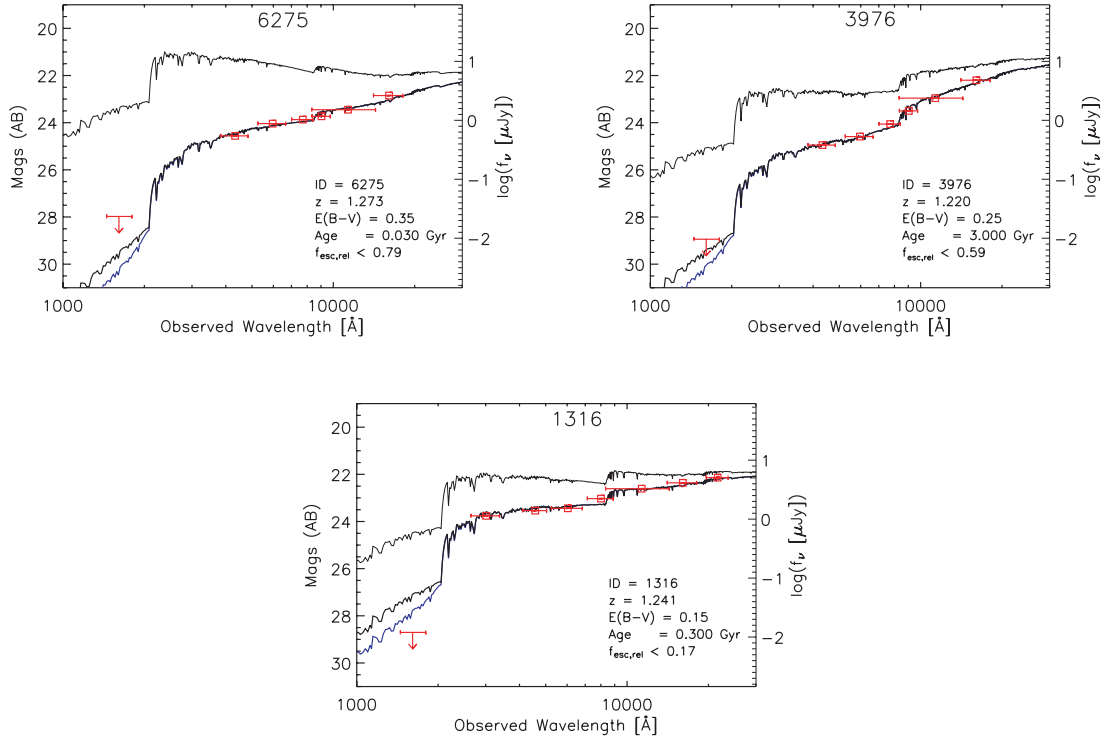 6275
20
22
24
26
28
30
Mags (AB)
1
0
−1
−2
log(fν [μJy])
ID = 6275
z = 1.273
E(B−V) = 0.35
Age = 0.030 Gyr
fesc,rel < 0.79
1000
10000
Observed Wavelength [Å]
3976
20
22
24
26
28
30
Mags (AB)
1
0
−1
−2
log(fν [μJy])
ID = 3976
z = 1.220
E(B−V) = 0.25
Age = 3.000 Gyr
fesc,rel < 0.59
1000
10000
Observed Wavelength [Å]
1316
20
22
24
26
28
30
Mags (AB)
1
0
−1
−2
log(fν [μJy])
ID = 1316
z = 1.241
E(B−V) = 0.15
Age = 0.300 Gyr
fesc,rel < 0.17
1000
10000
Observed Wavelength [Å]